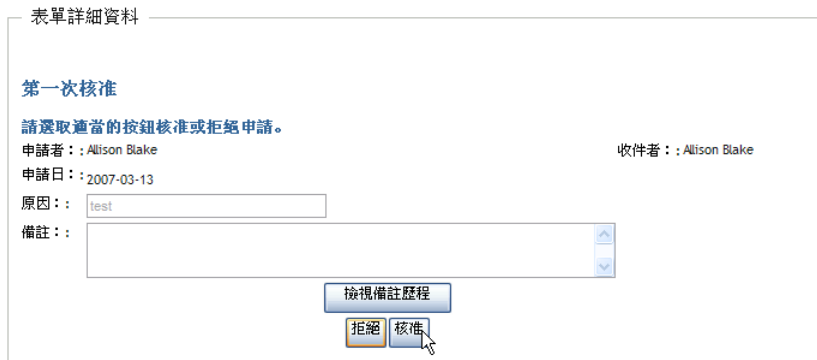 表單詳細資料
第一次核准
請選取適當的按鈕核准或拒絕申請。
申請者：: Allison Blake 收件者：: Allison Blake
申請日：: 2007-03-13
原因：: test
備註：:
檢視備註歷程
拒絕 核准